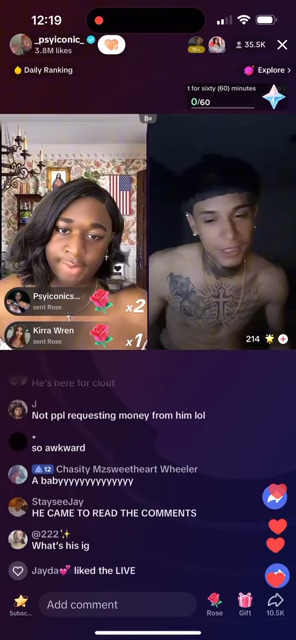 12:19
_psyiconic_
3.8M likes
35.5K
Daily Ranking
Explore >
t for sixty (60) minutes
0/60
Psyiconics...
sent Rose
x2
Kirra Wren
sent Rose
x1
214
He's here for clout
J
Not ppl requesting money from him lol
*
so awkward
12 Chasity Mzsweetheart Wheeler
A babyyyyyyyyyyyyyy
StayseeJay
HE CAME TO READ THE COMMENTS
@222✨
What's his ig
Jayda💕 liked the LIVE
Subsc...
Add comment
Rose
Gift
10.5K